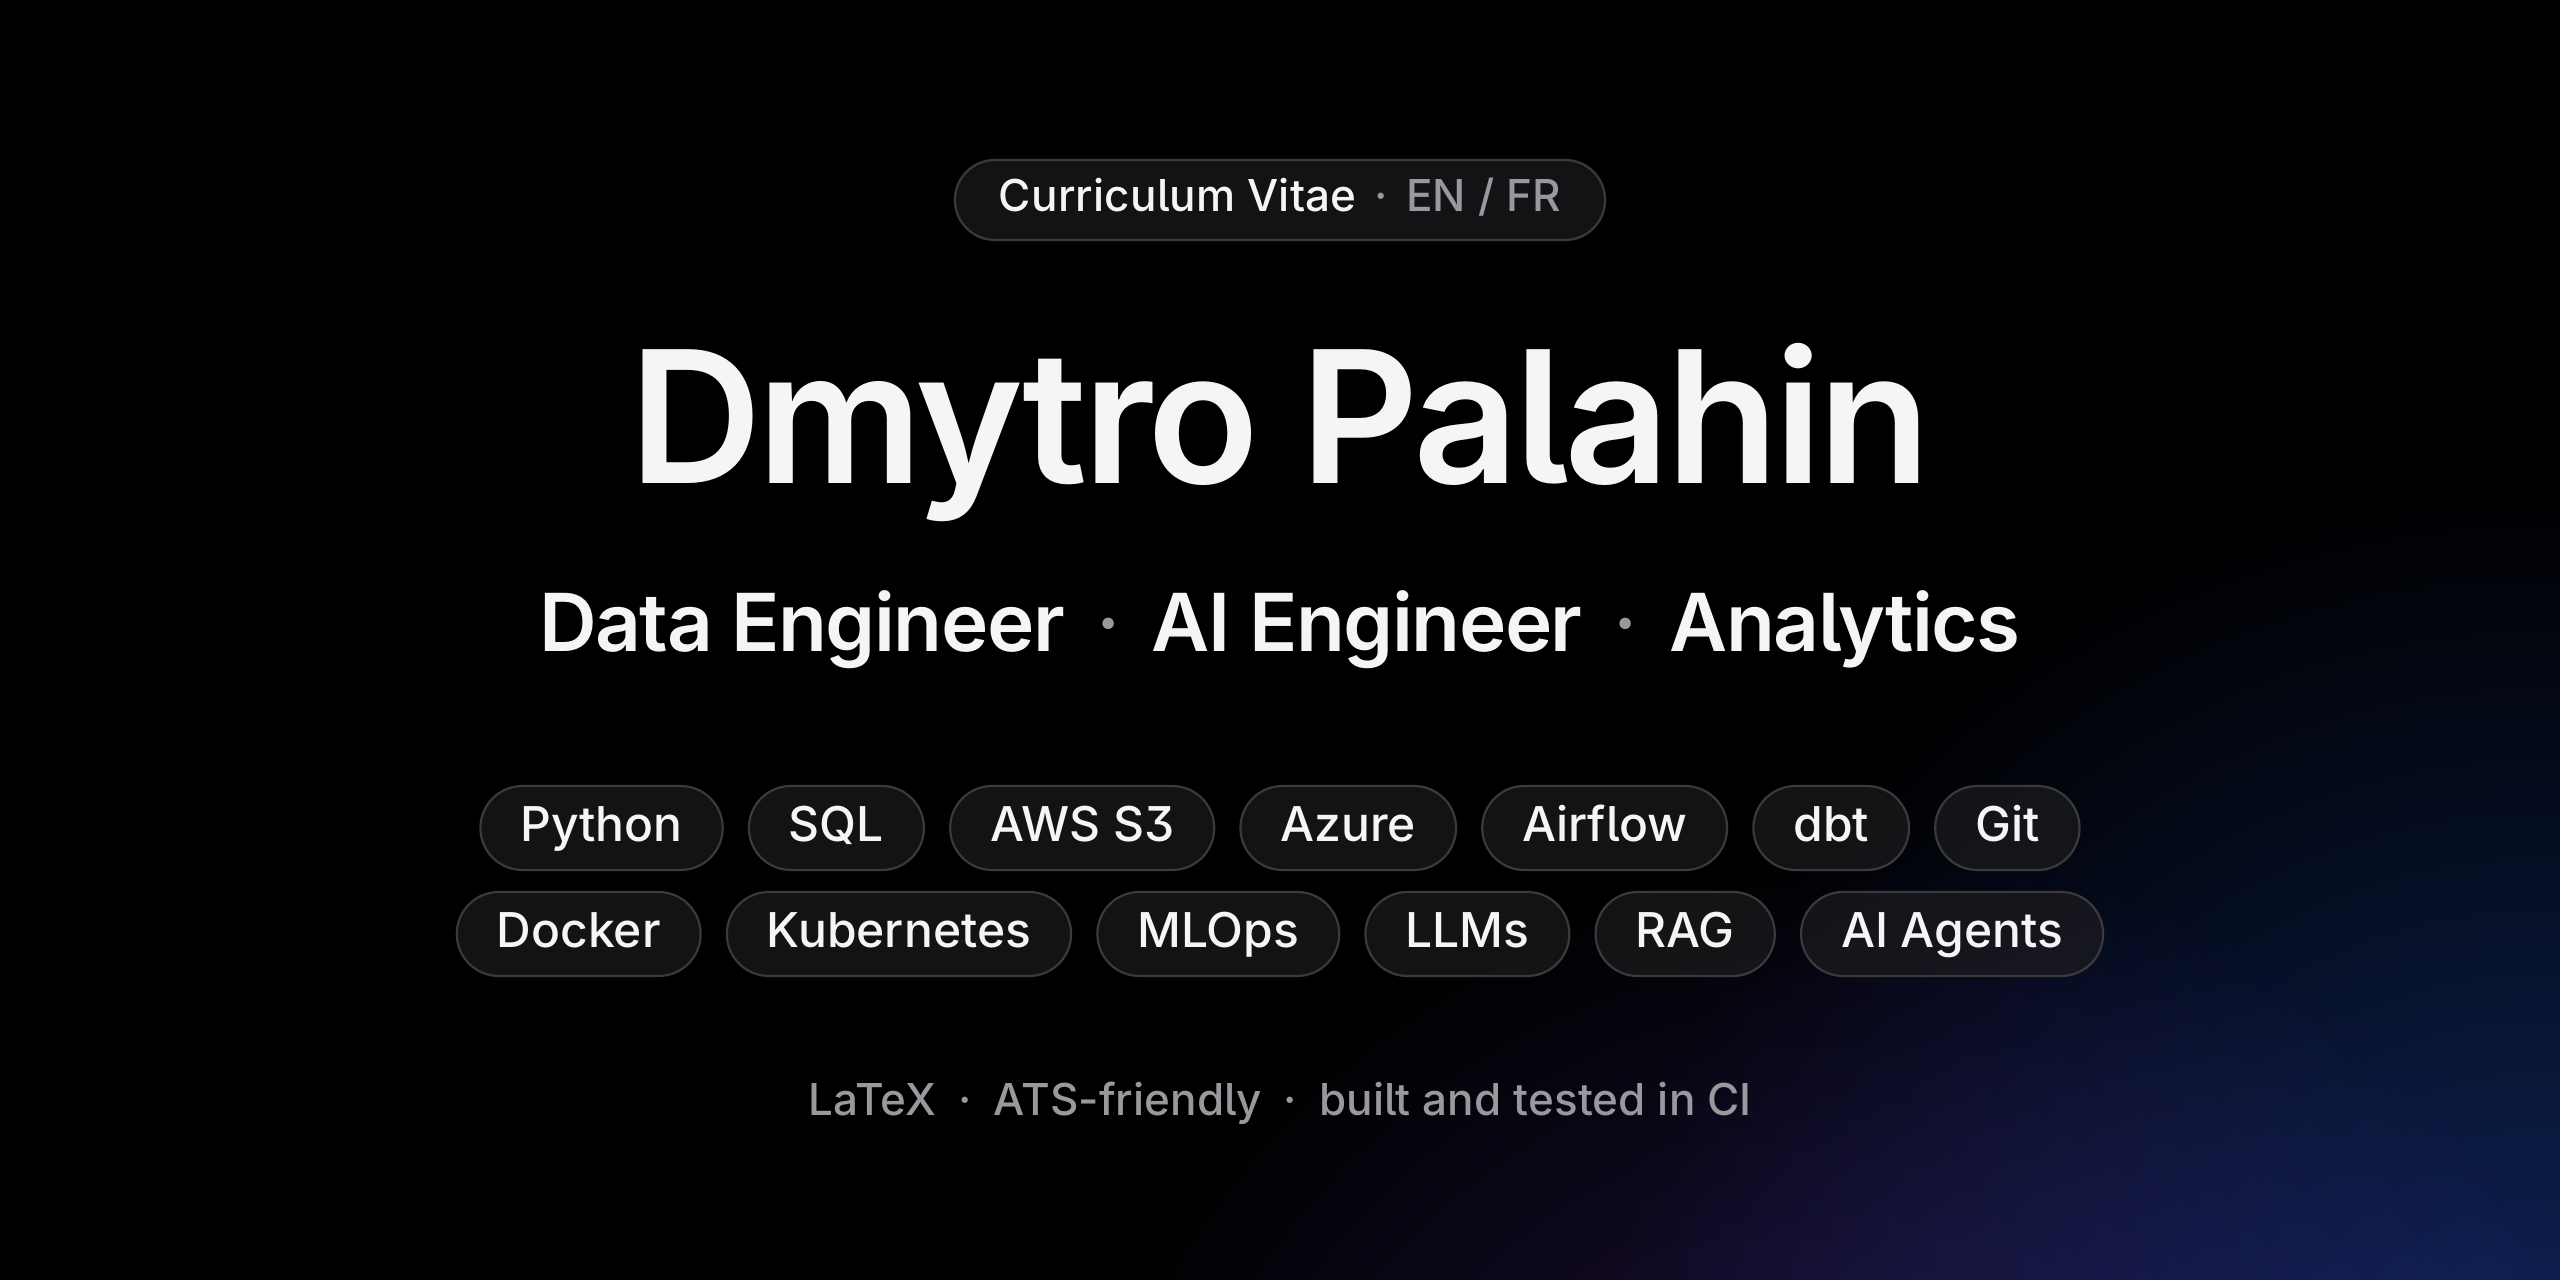 Curriculum Vitae · EN / FR
Dmytro Palahin
Data Engineer · AI Engineer · Analytics
Python SQL AWS S3 Azure Airflow dbt Git
Docker Kubernetes MLOps LLMs RAG AI Agents
LaTeX · ATS-friendly · built and tested in CI